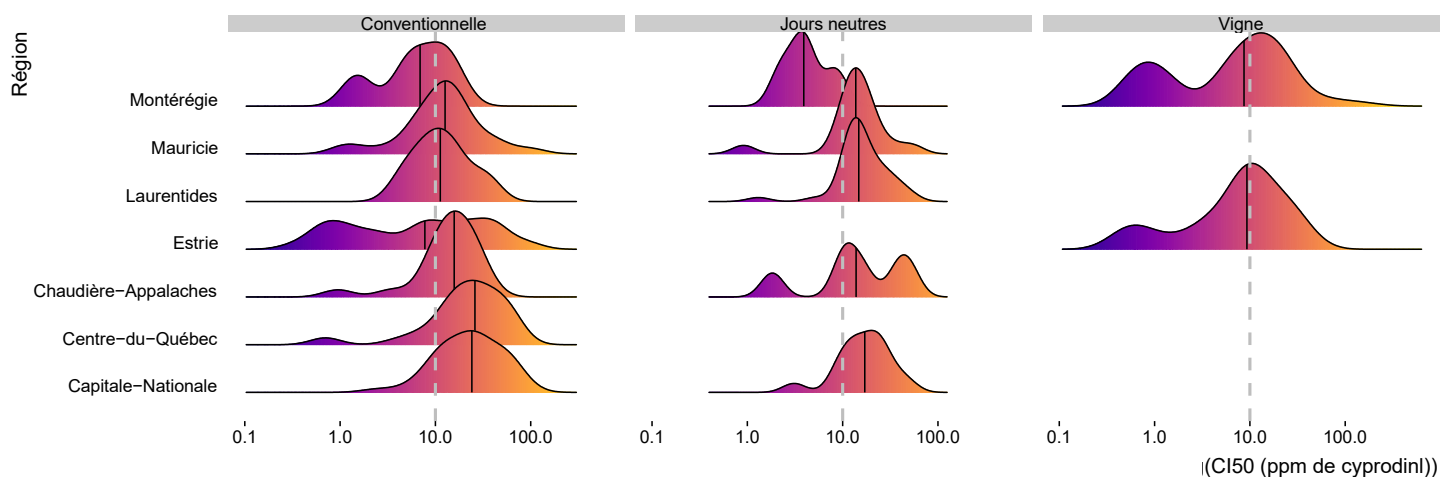 Conventionnelle Jours neutres Vigne
Région
Montérégie
Mauricie
Laurentides
Estrie
Chaudière−Appalaches
Centre−du−Québec
Capitale−Nationale
0.1 1.0 10.0 100.0 0.1 1.0 10.0 100.0 0.1 1.0 10.0 100.0
(CI50 (ppm de cyprodinl))